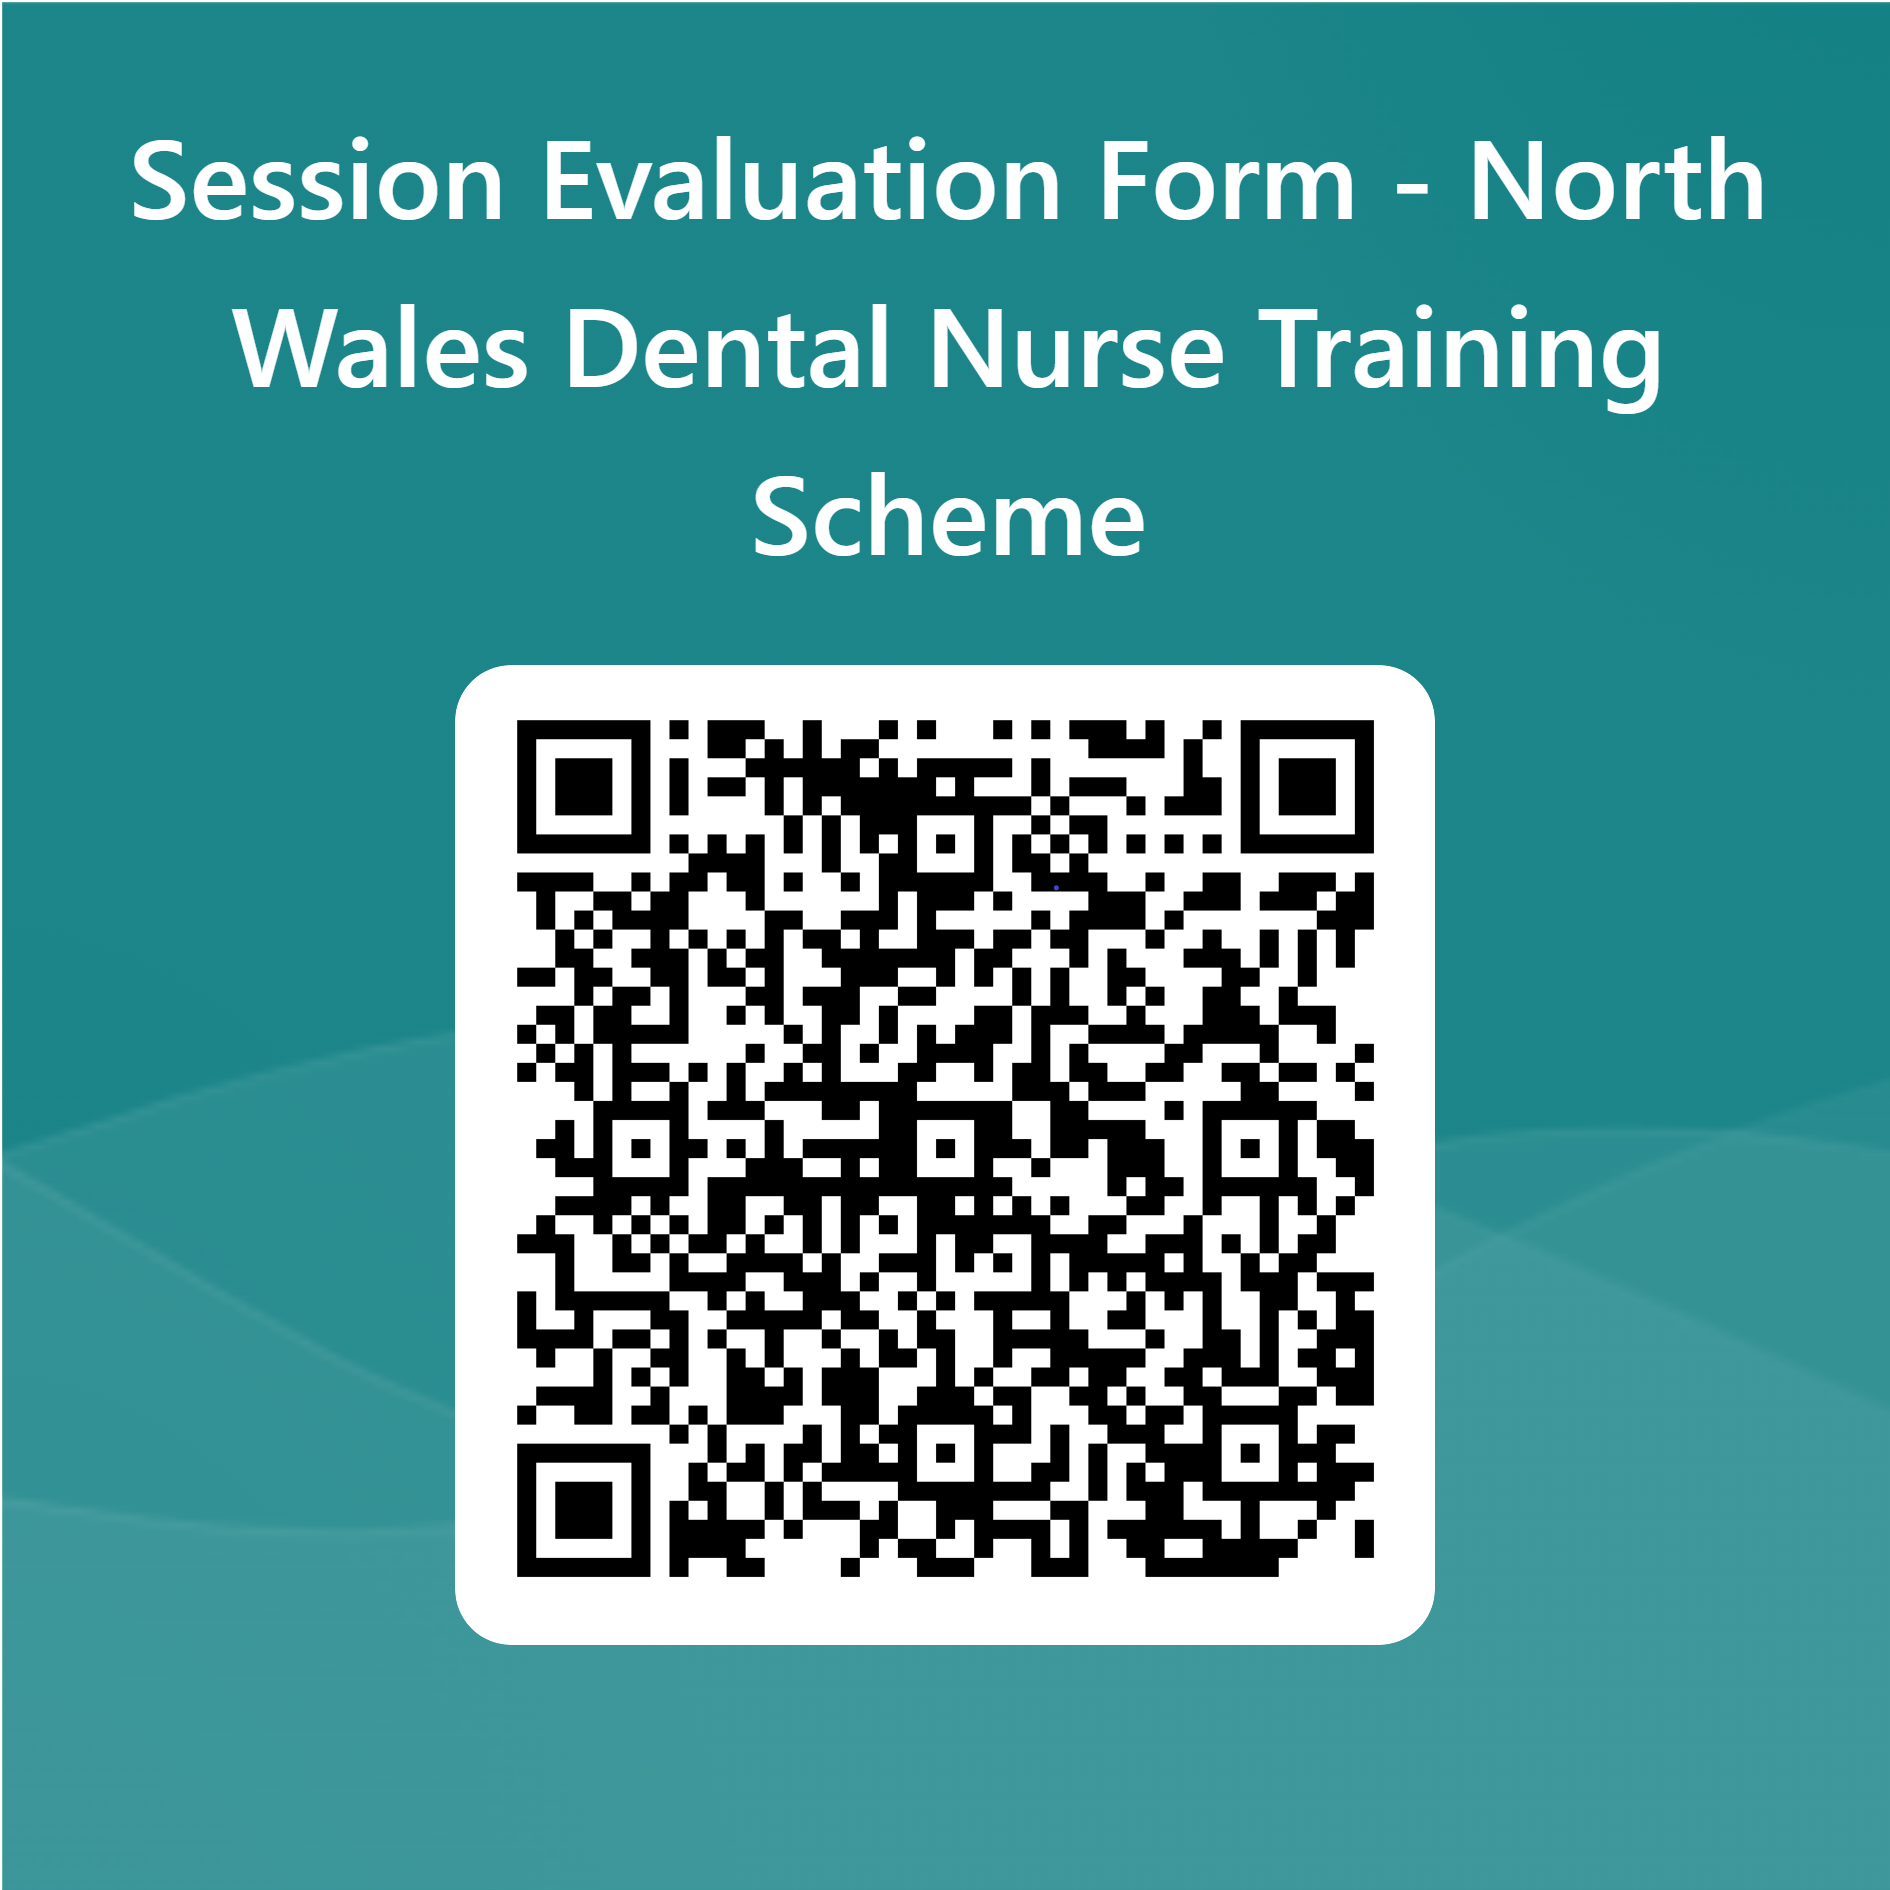 Session Evaluation Form - North
Wales Dental Nurse Training
Scheme